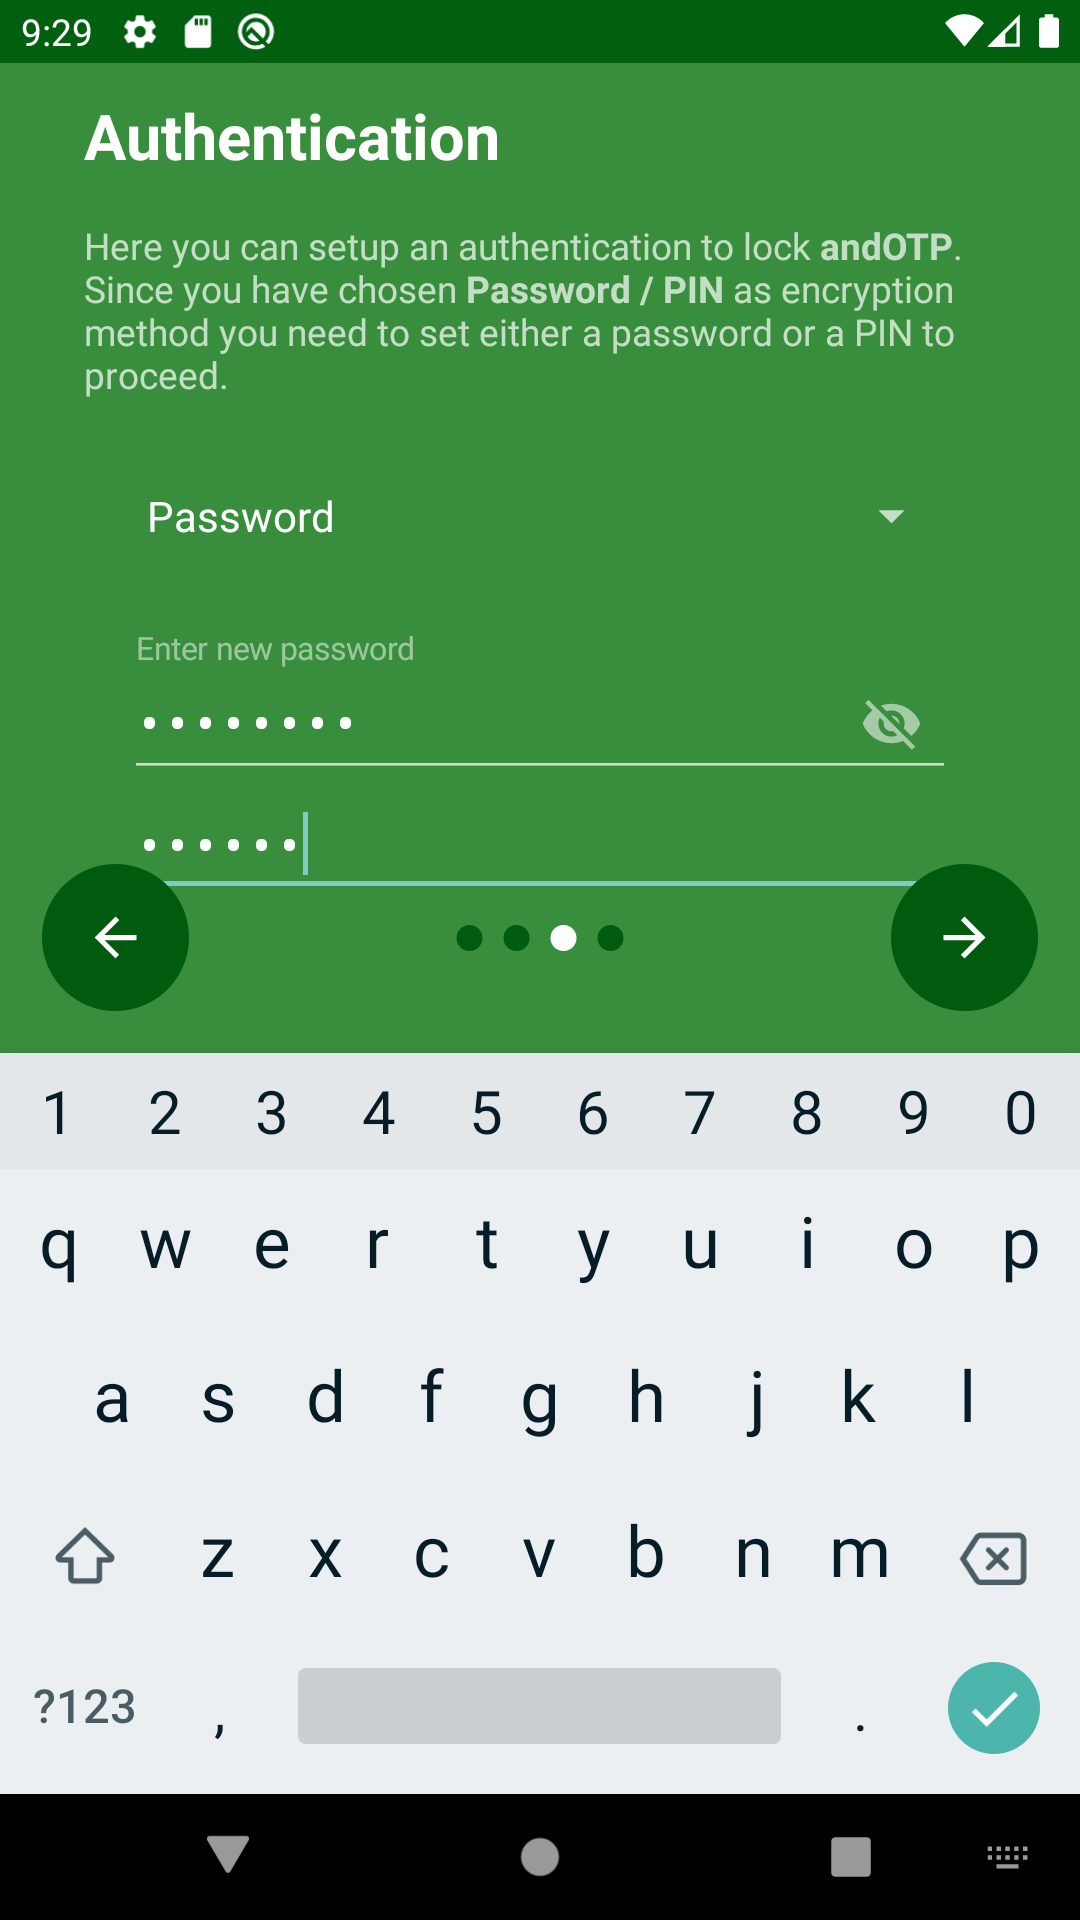 9:29
Authentication
Here you can setup an authentication to lock andOTP.
Since you have chosen Password / PIN as encryption
method you need to set either a password or a PIN to
proceed.
Password
Enter new password
••••••••
••••••
1 2 3 4 5 6 7 8 9 0
q w e r t y u i o p
a s d f g h j k l
z x c v b n m
?123 , .